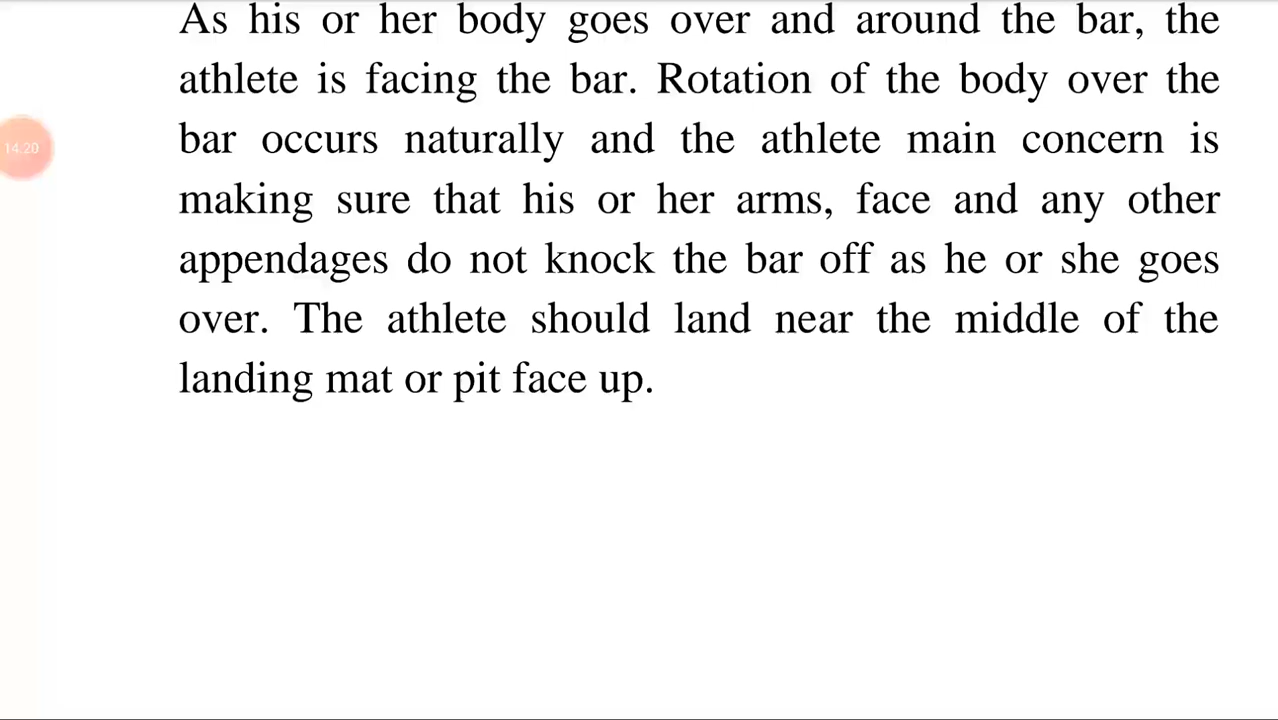 As his or her body goes over and around the bar, the
athlete is facing the bar. Rotation of the body over the
bar occurs naturally and the athlete main concern is
making sure that his or her arms, face and any other
appendages do not knock the bar off as he or she goes
over. The athlete should land near the middle of the
landing mat or pit face up.
14.20